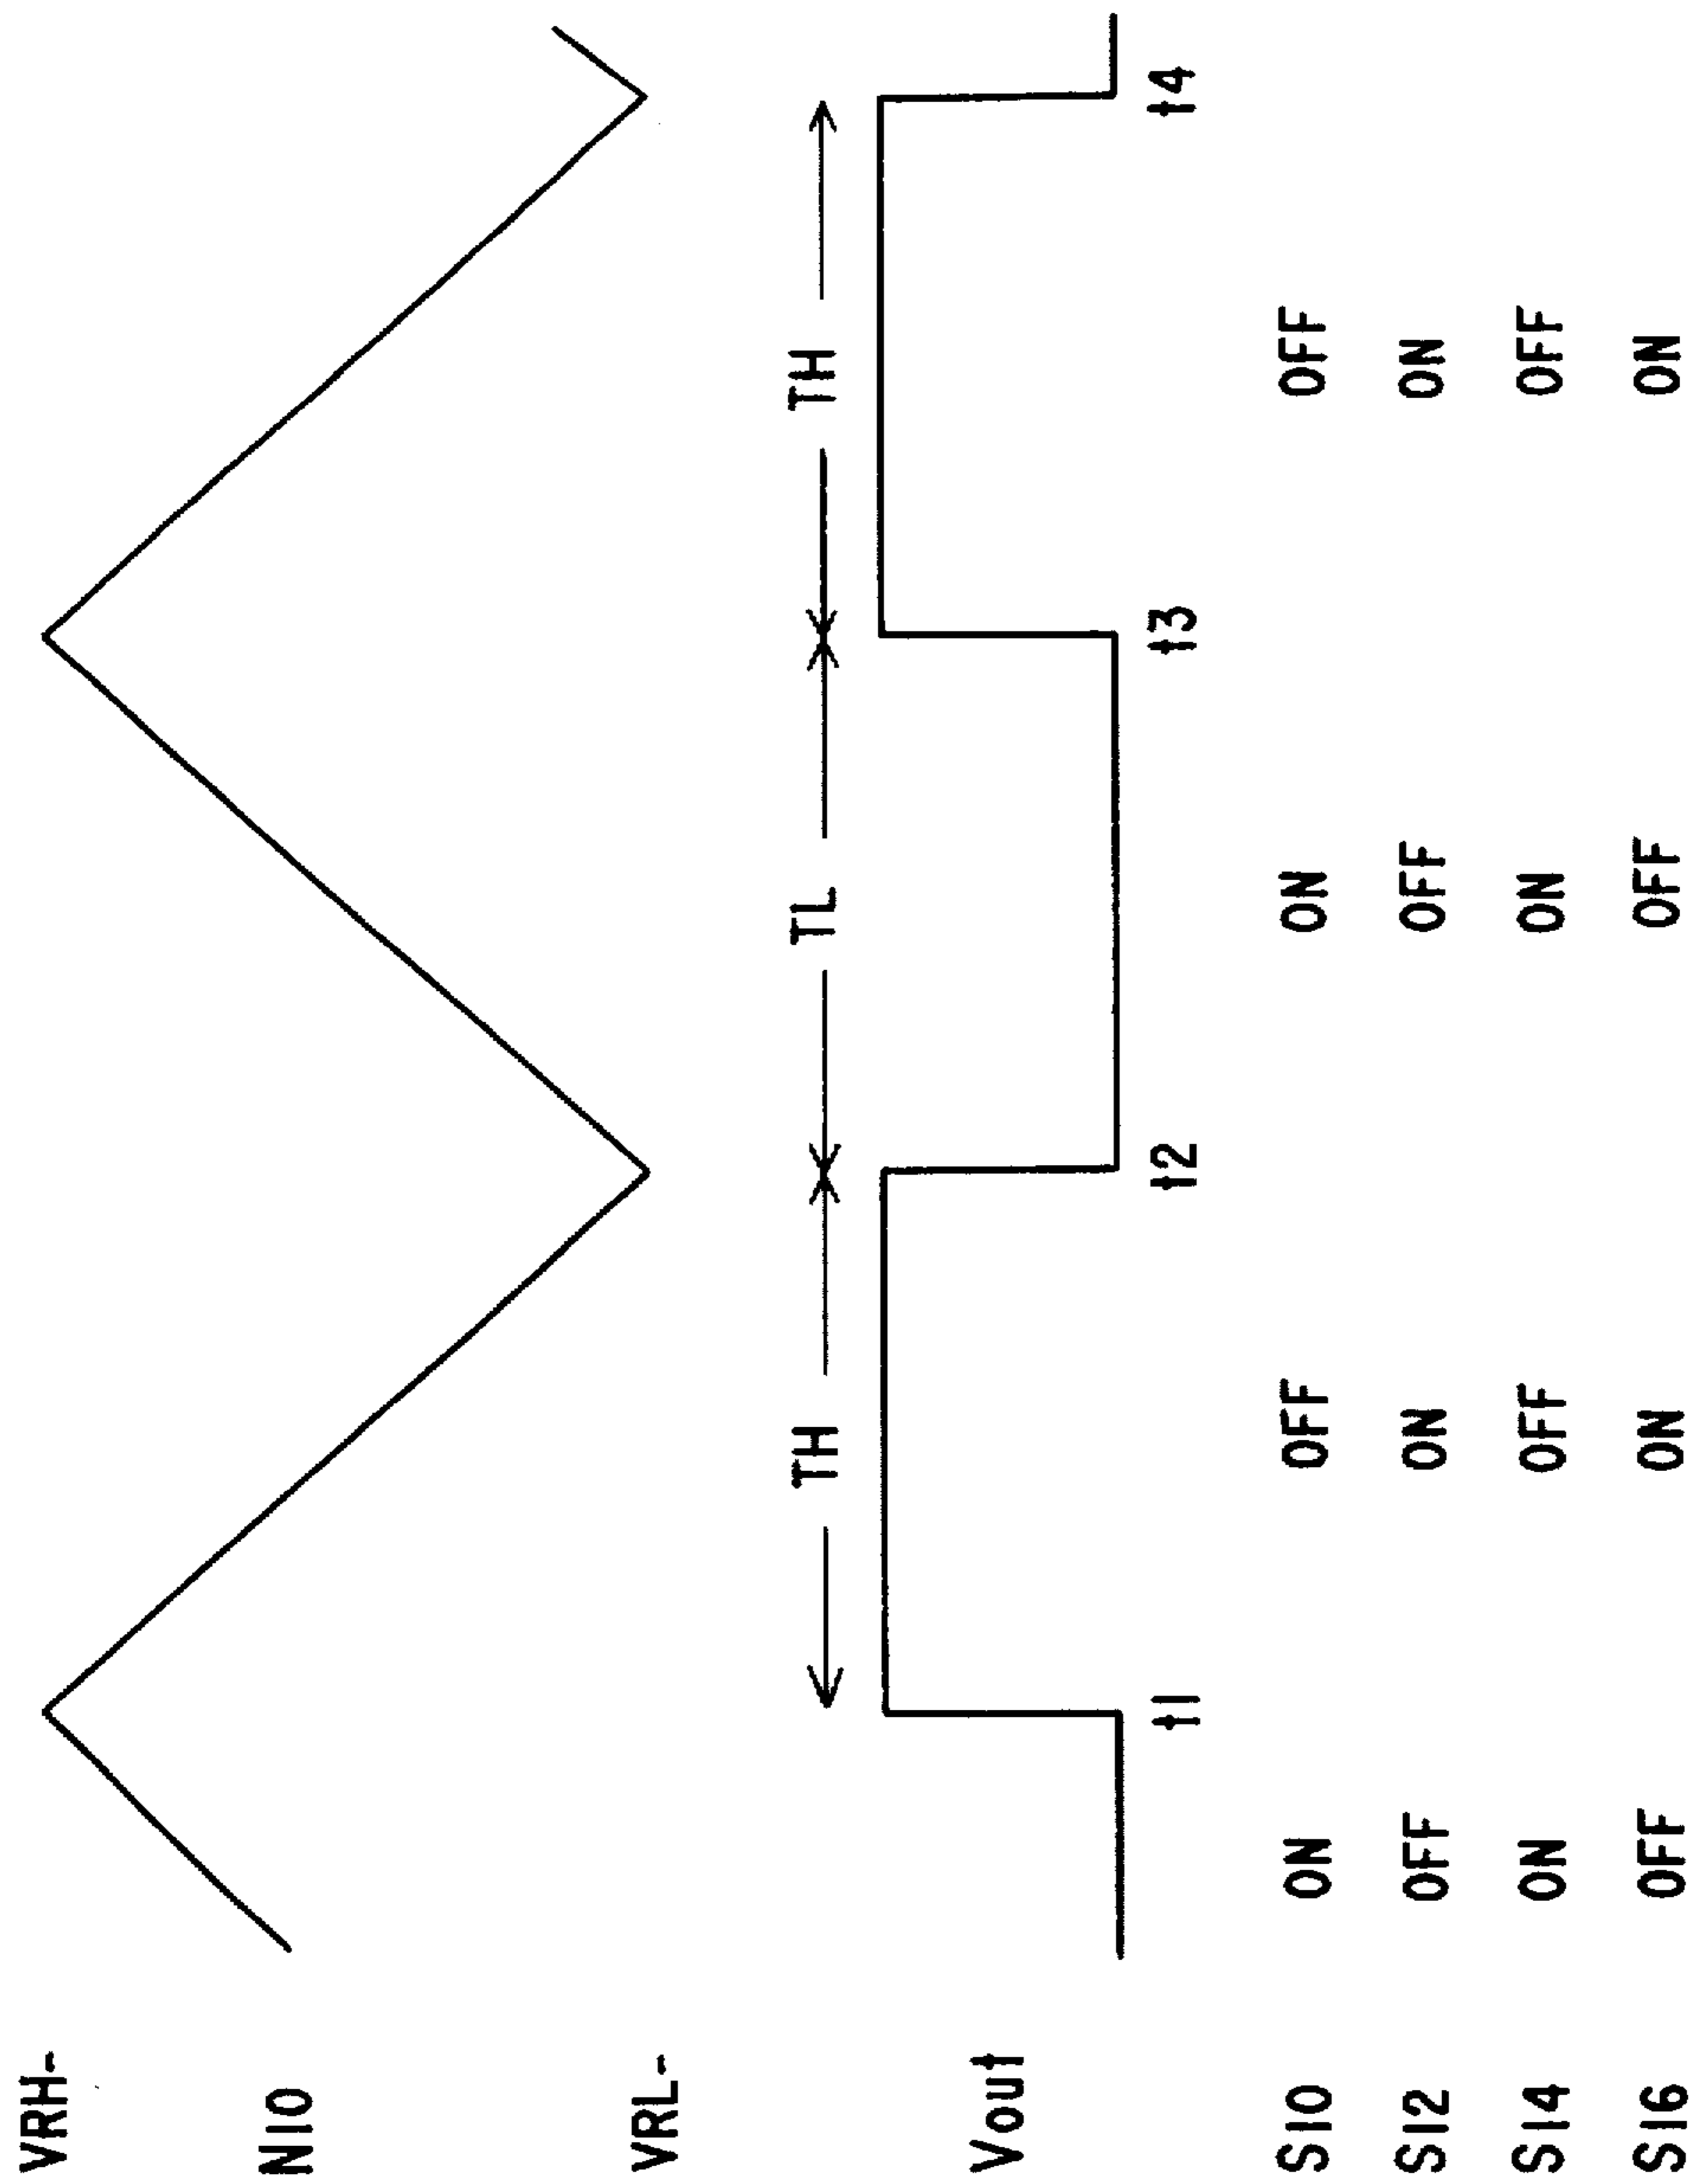 VRH-
N10
VRL-
TH TL TH
Vout
t1 t2 t3 t4
S10 ON OFF ON OFF
S12 OFF ON OFF ON
S14 ON OFF ON OFF
S16 OFF ON OFF ON